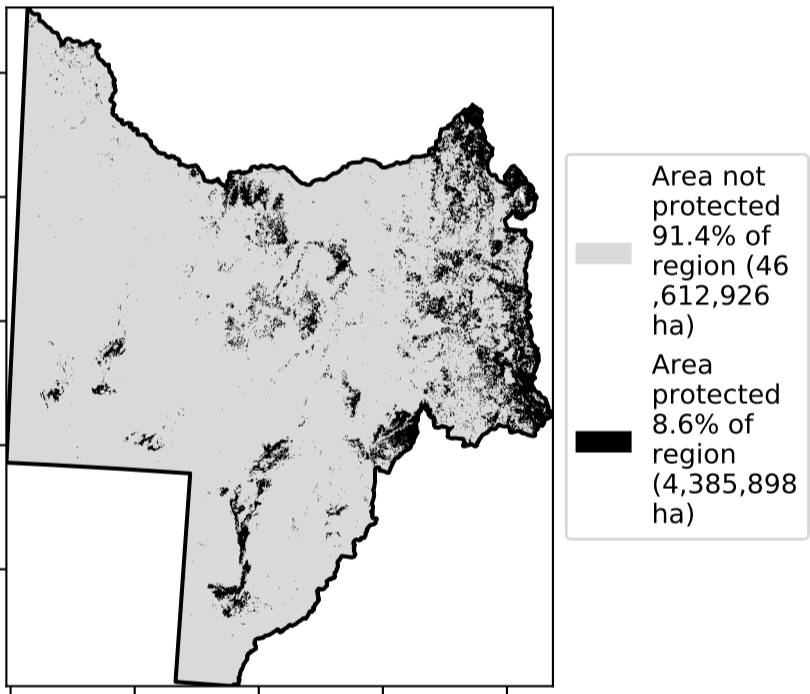 Area not
protected
91.4% of
region (46
,612,926
ha)
Area
protected
8.6% of
region
(4,385,898
ha)